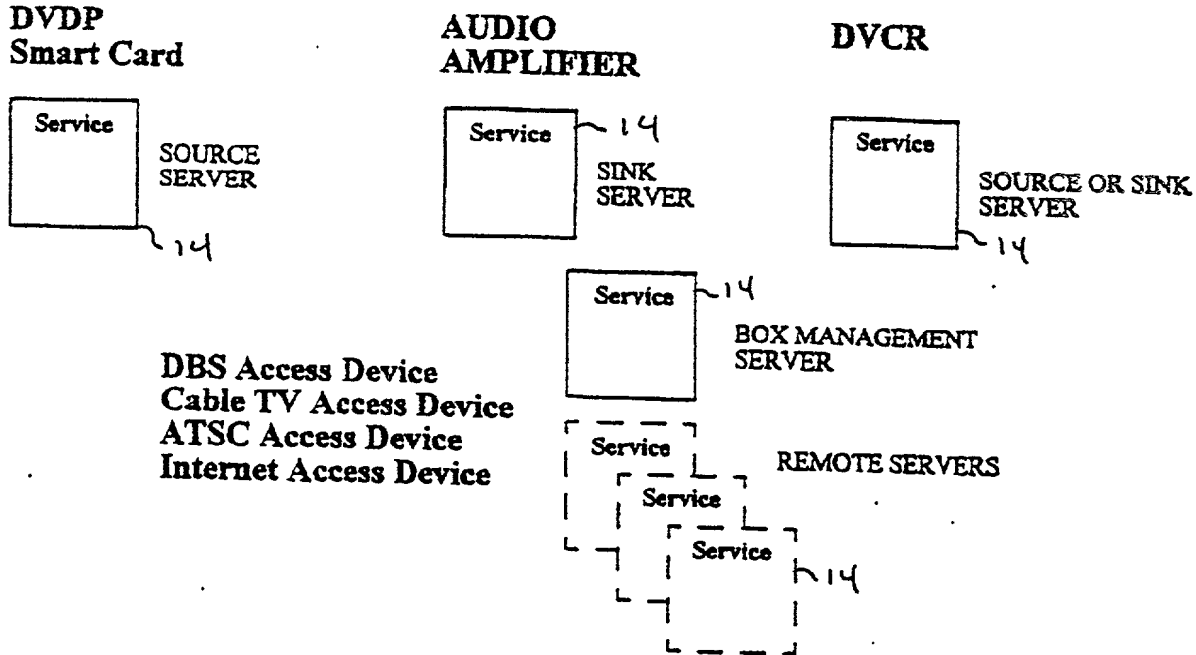 DVDP
Smart Card
AUDIO
AMPLIFIER
DVCR
Service
SOURCE
SERVER
14
Service
14
SINK
SERVER
Service
SOURCE OR SINK
SERVER
14
Service
14
BOX MANAGEMENT
SERVER
DBS Access Device
Cable TV Access Device
ATSC Access Device
Internet Access Device
Service
REMOTE SERVERS
Service
Service
14